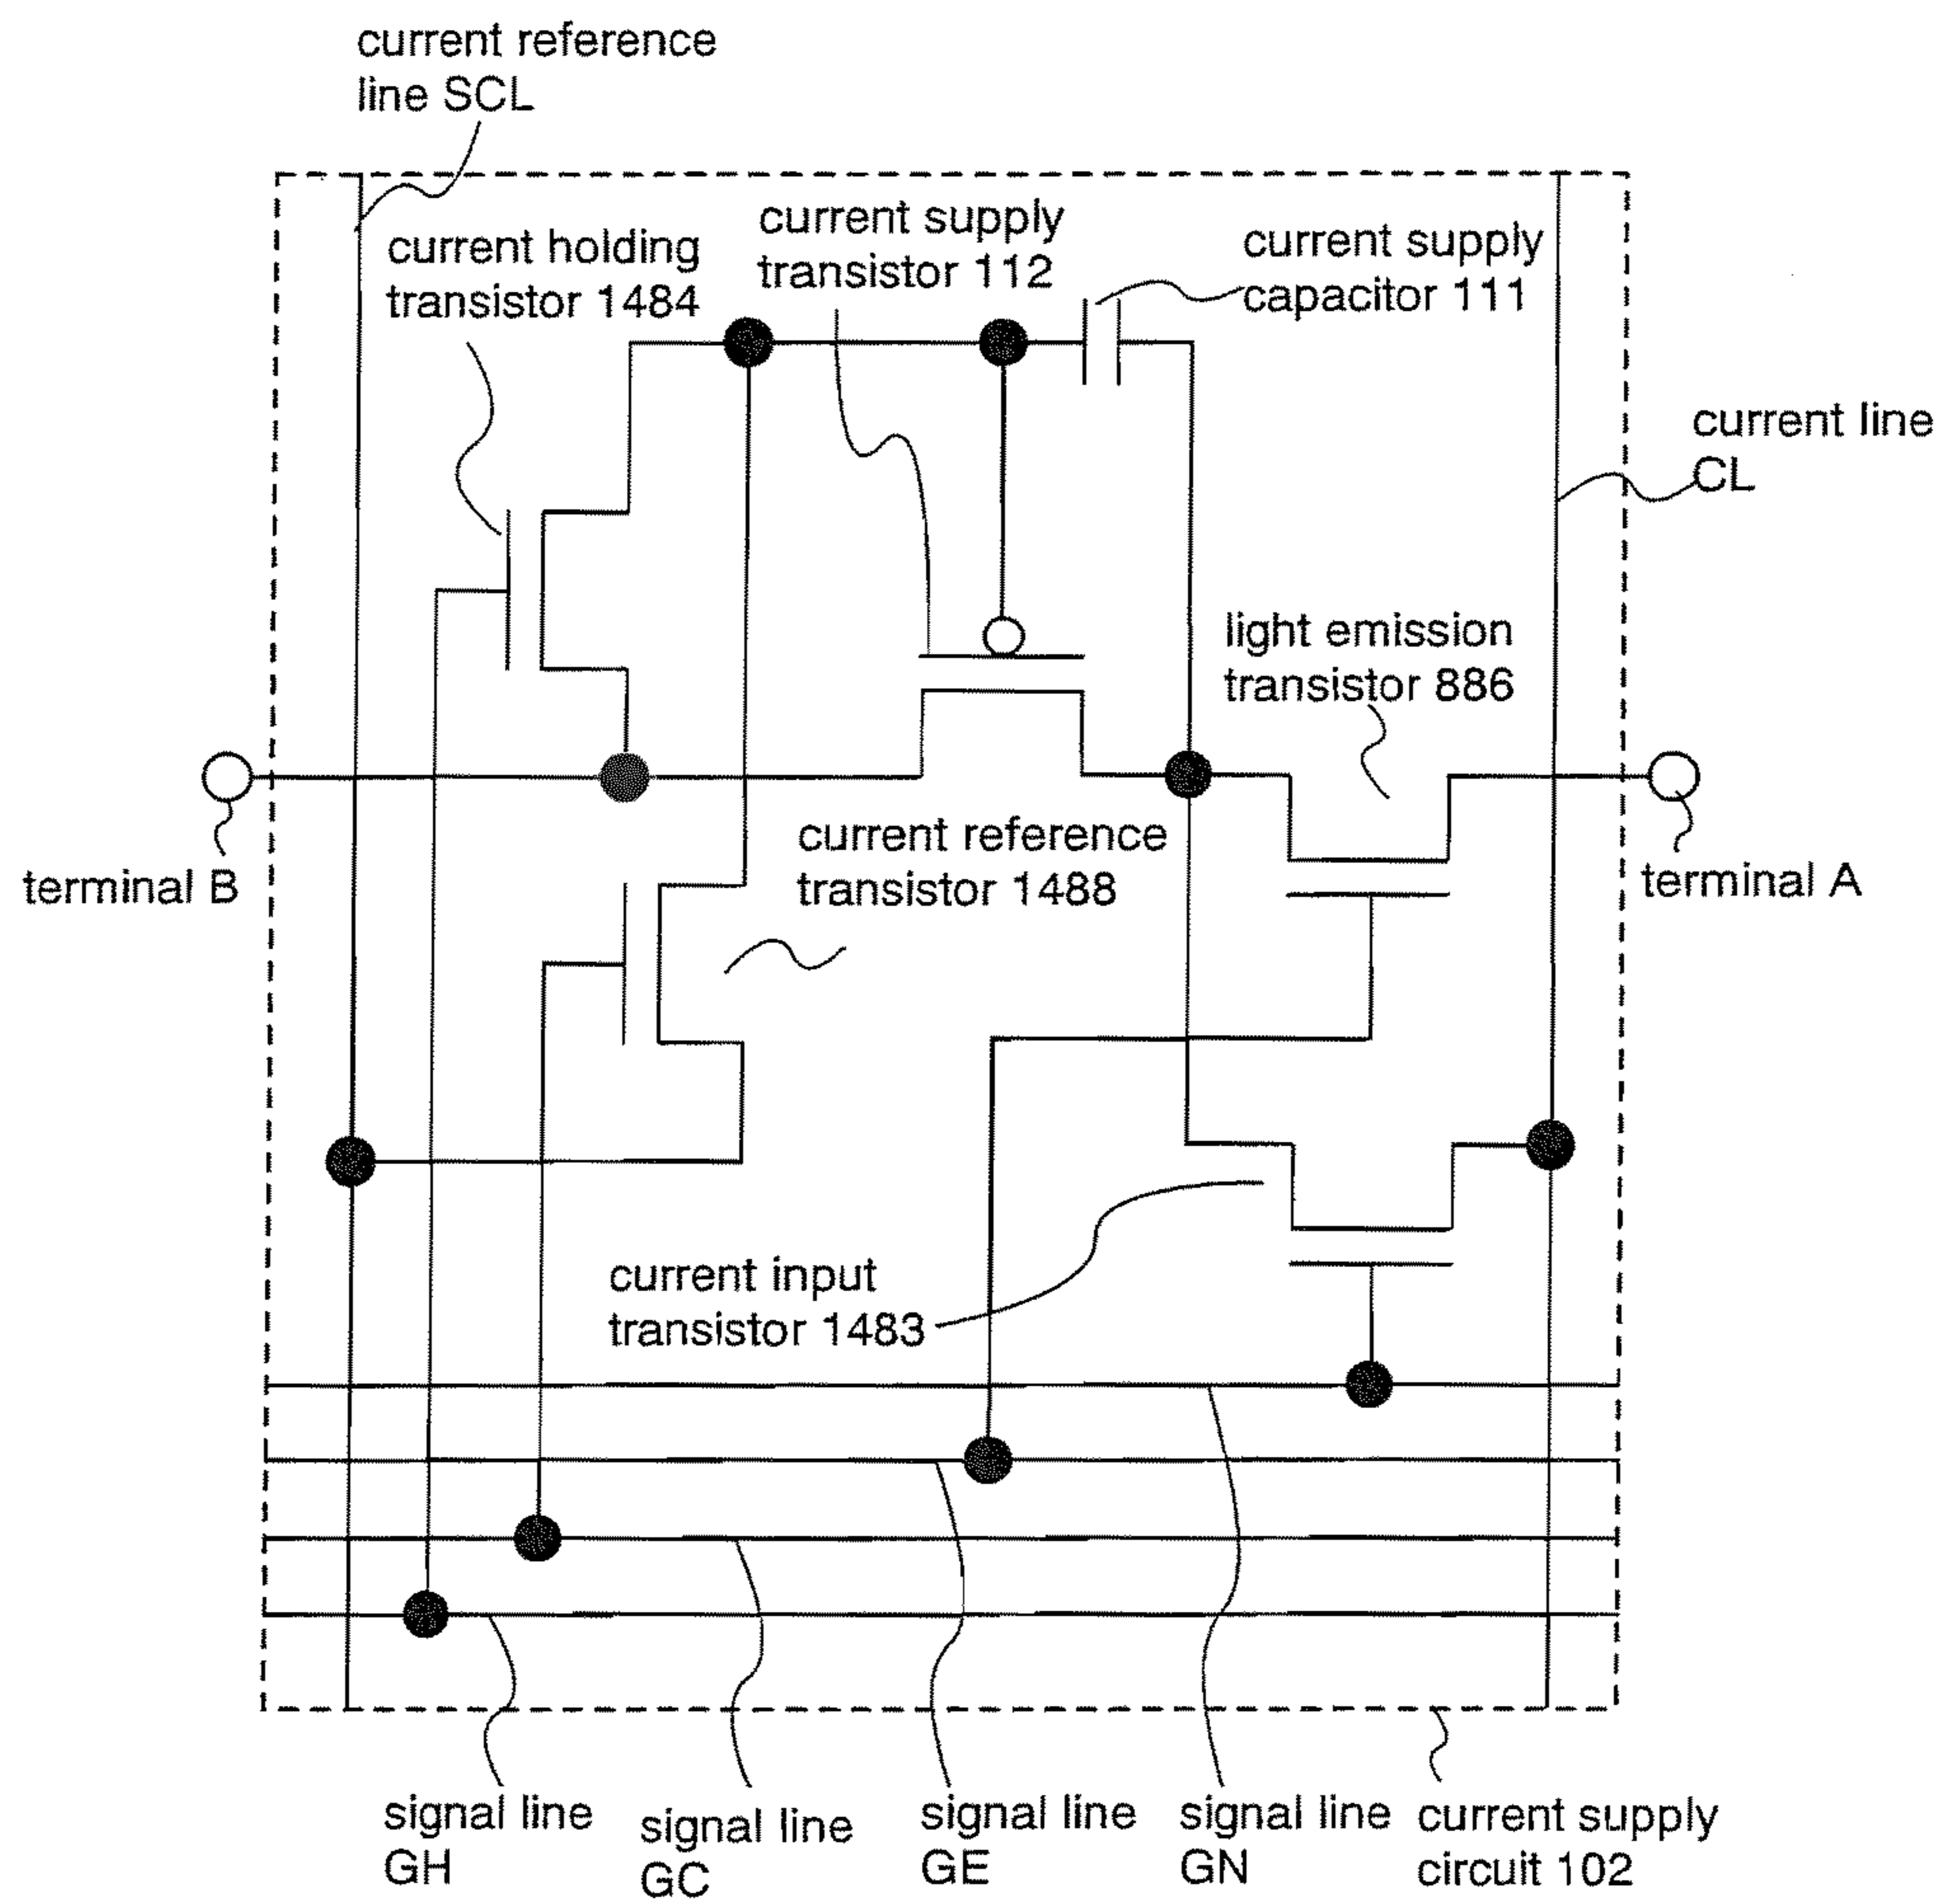 current reference
line SCL
current holding
transistor 1484
current supply
transistor 112
current supply
capacitor 111
current line
CL
light emission
transistor 886
terminal B
current reference
transistor 1488
terminal A
current input
transistor 1483
signal line
GH
signal line
GC
signal line
GE
signal line
GN
current supply
circuit 102